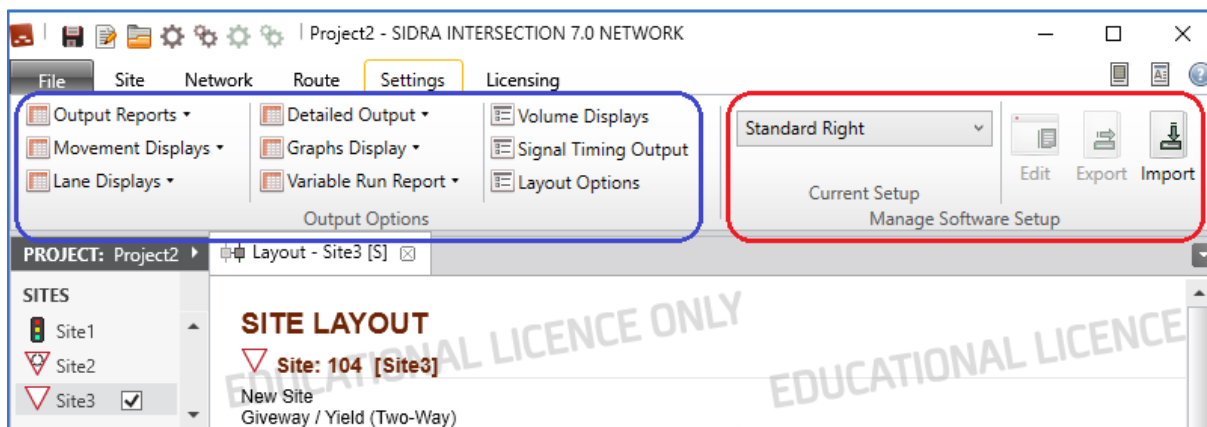 Project2 - SIDRA INTERSECTION 7.0 NETWORK
File Site Network Route Settings Licensing
Output Reports Detailed Output Volume Displays
Movement Displays Graphs Display Signal Timing Output
Lane Displays Variable Run Report Layout Options
Output Options
Standard Right
Current Setup
Edit Export Import
Manage Software Setup
PROJECT: Project2 Layout - Site3 [S]
SITES
Site1
Site2
Site3
SITE LAYOUT
Site: 104 [Site3]
New Site
Giveway / Yield (Two-Way)
EDUCATIONAL LICENCE ONLY
EDUCATIONAL LICENCE